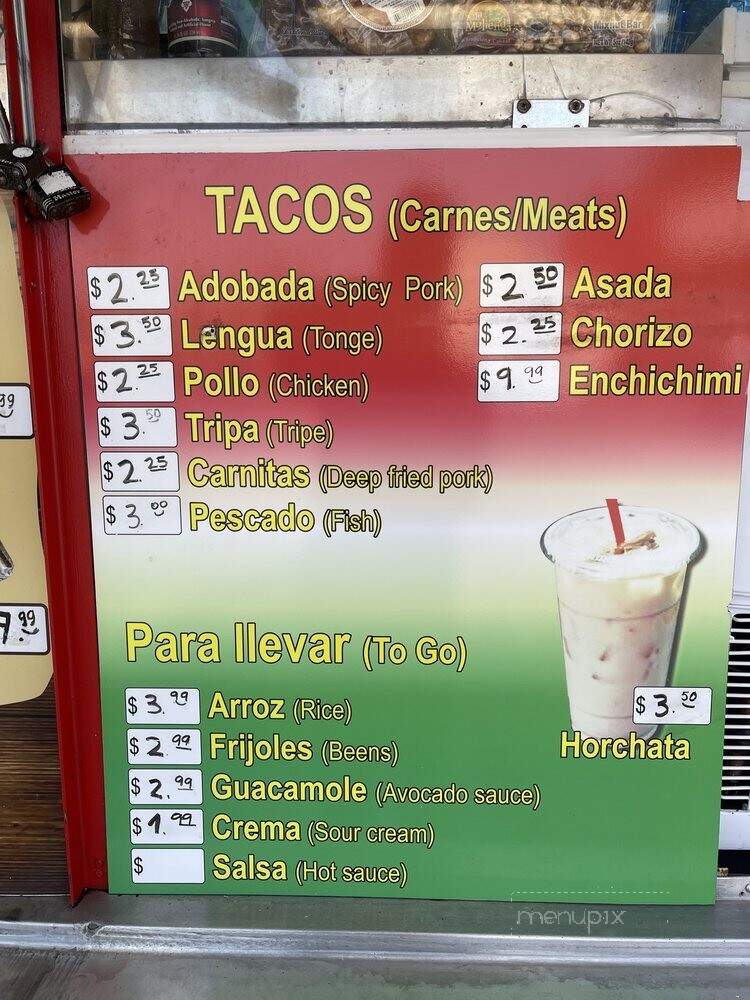 TACOS (Carnes/Meats)
$2.25 Adobada (Spicy Pork)
$3.50 Lengua (Tonge)
$2.25 Pollo (Chicken)
$3.50 Tripa (Tripe)
$2.25 Carnitas (Deep fried pork)
$3.00 Pescado (Fish)
$2.50 Asada
$2.25 Chorizo
$9.99 Enchichimi
Para llevar (To Go)
$3.99 Arroz (Rice)
$2.99 Frijoles (Beens)
$2.99 Guacamole (Avocado sauce)
$1.99 Crema (Sour cream)
$ Salsa (Hot sauce)
$3.50
Horchata
99
7.99
menupix